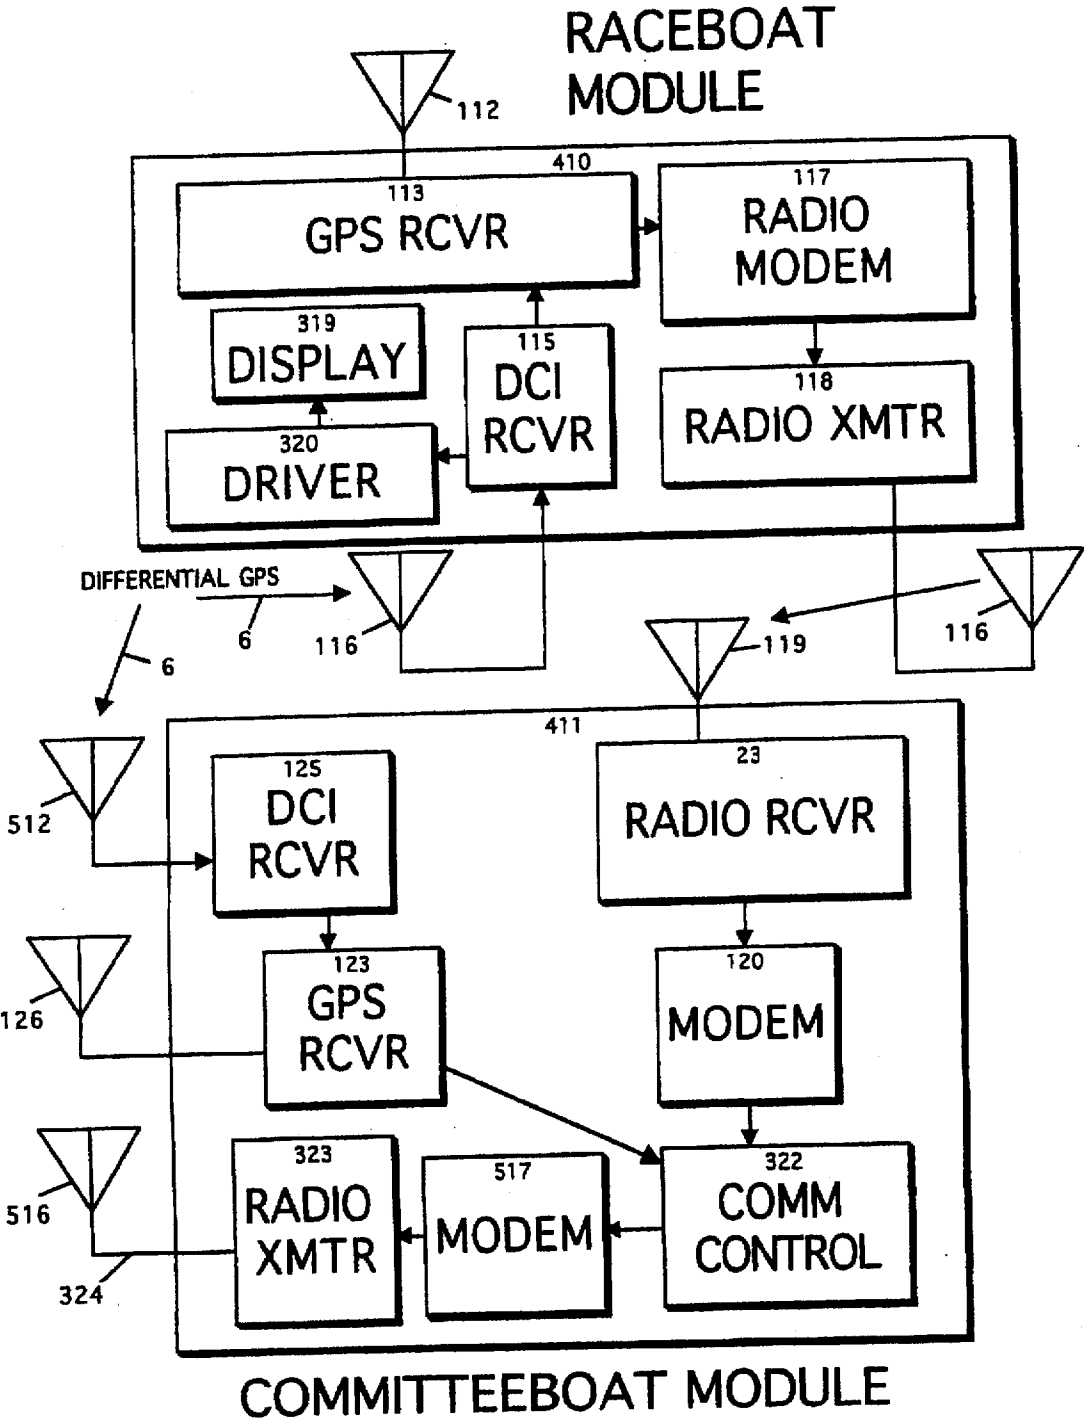 RACEBOAT
MODULE
112
410
113
GPS RCVR
117
RADIO
MODEM
319
DISPLAY
115
DCI
RCVR
118
RADIO XMTR
320
DRIVER
DIFFERENTIAL GPS
6
116
119
116
6
411
512
125
DCI
RCVR
23
RADIO RCVR
126
123
GPS
RCVR
120
MODEM
516
324
323
RADIO
XMTR
517
MODEM
322
COMM
CONTROL
COMMITTEEBOAT MODULE